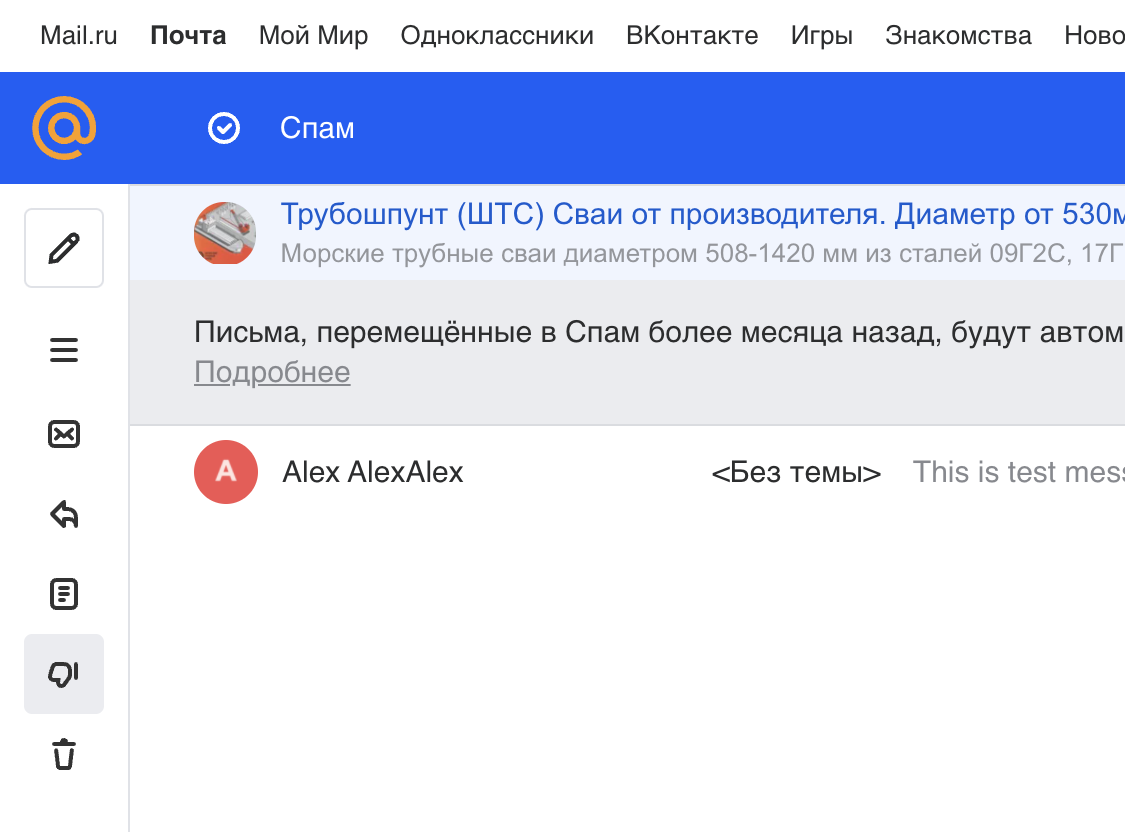 Mail.ru Почта Мой Мир Одноклассники ВКонтакте Игры Знакомства Ново
Спам
Трубошпунт (ШТС) Сваи от производителя. Диаметр от 530м
Морские трубные сваи диаметром 508-1420 мм из сталей 09Г2С, 17Г
Письма, перемещённые в Спам более месяца назад, будут автом
Подробнее
A Alex AlexAlex <Без темы> This is test mess